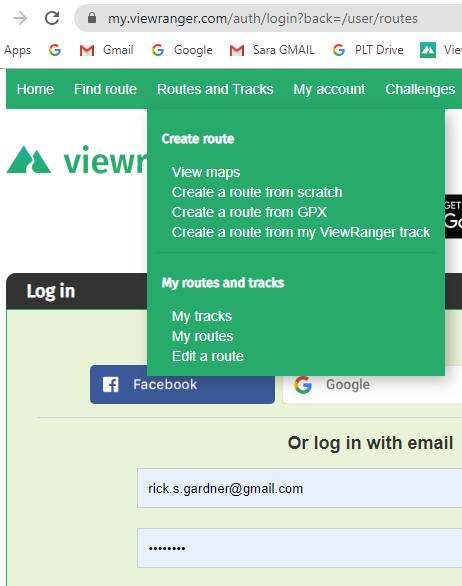 my.viewranger.com/auth/login?back=/user/routes
Apps Gmail Google Sara GMAIL PLT Drive
Home Find route Routes and Tracks My account Challenges
Create route
View maps
Create a route from scratch
Create a route from GPX
Create a route from my ViewRanger track
My routes and tracks
My tracks
My routes
Edit a route
viewr
GET
Go
Log in
Facebook Google
Or log in with email
rick.s.gardner@gmail.com
••••••••